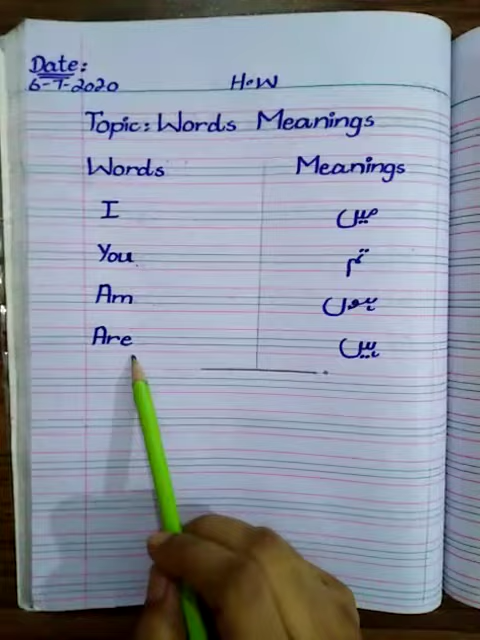 Date:
6-7-2020 H.W
Topic: Words Meanings
Words Meanings
I میں
You تم
Am ہوں
Are ہیں